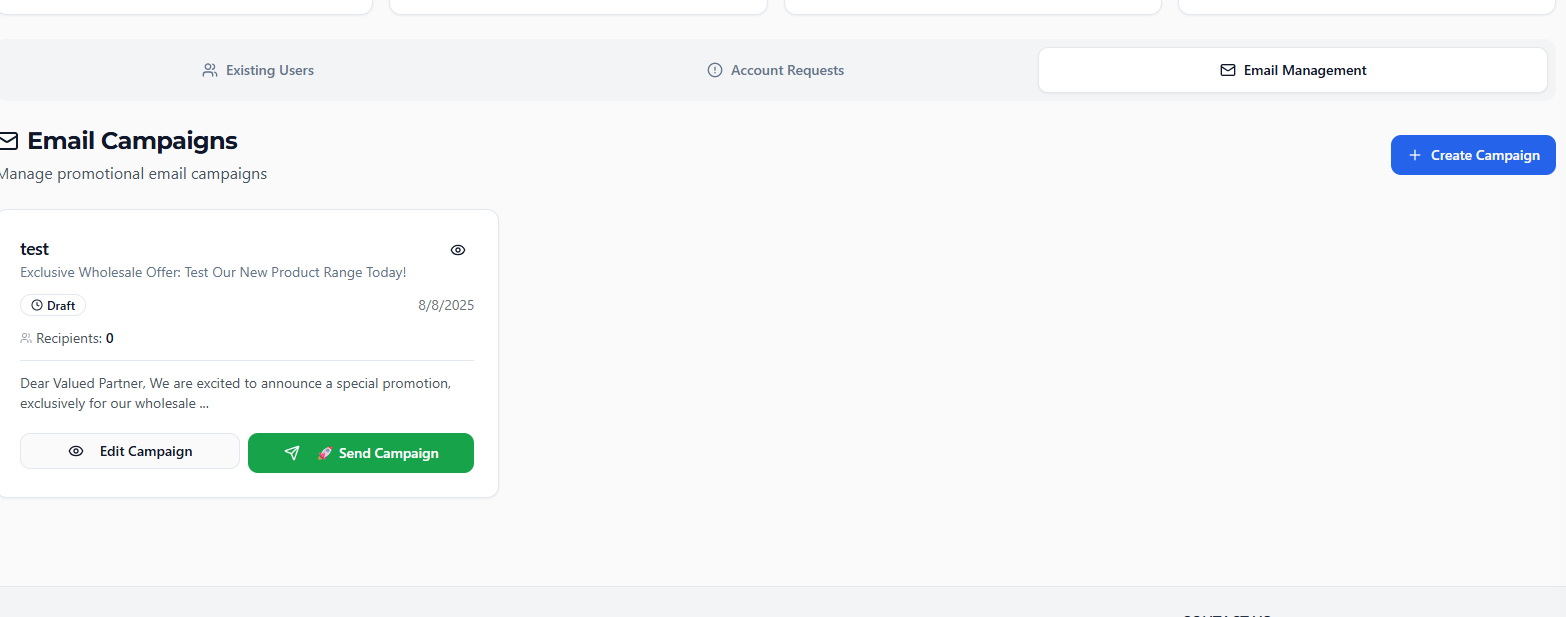 Existing Users
Account Requests
Email Management
Email Campaigns
Manage promotional email campaigns
+ Create Campaign
test
Exclusive Wholesale Offer: Test Our New Product Range Today!
Draft
8/8/2025
Recipients: 0
Dear Valued Partner, We are excited to announce a special promotion,
exclusively for our wholesale ...
Edit Campaign
🚀 Send Campaign
CONTACT US